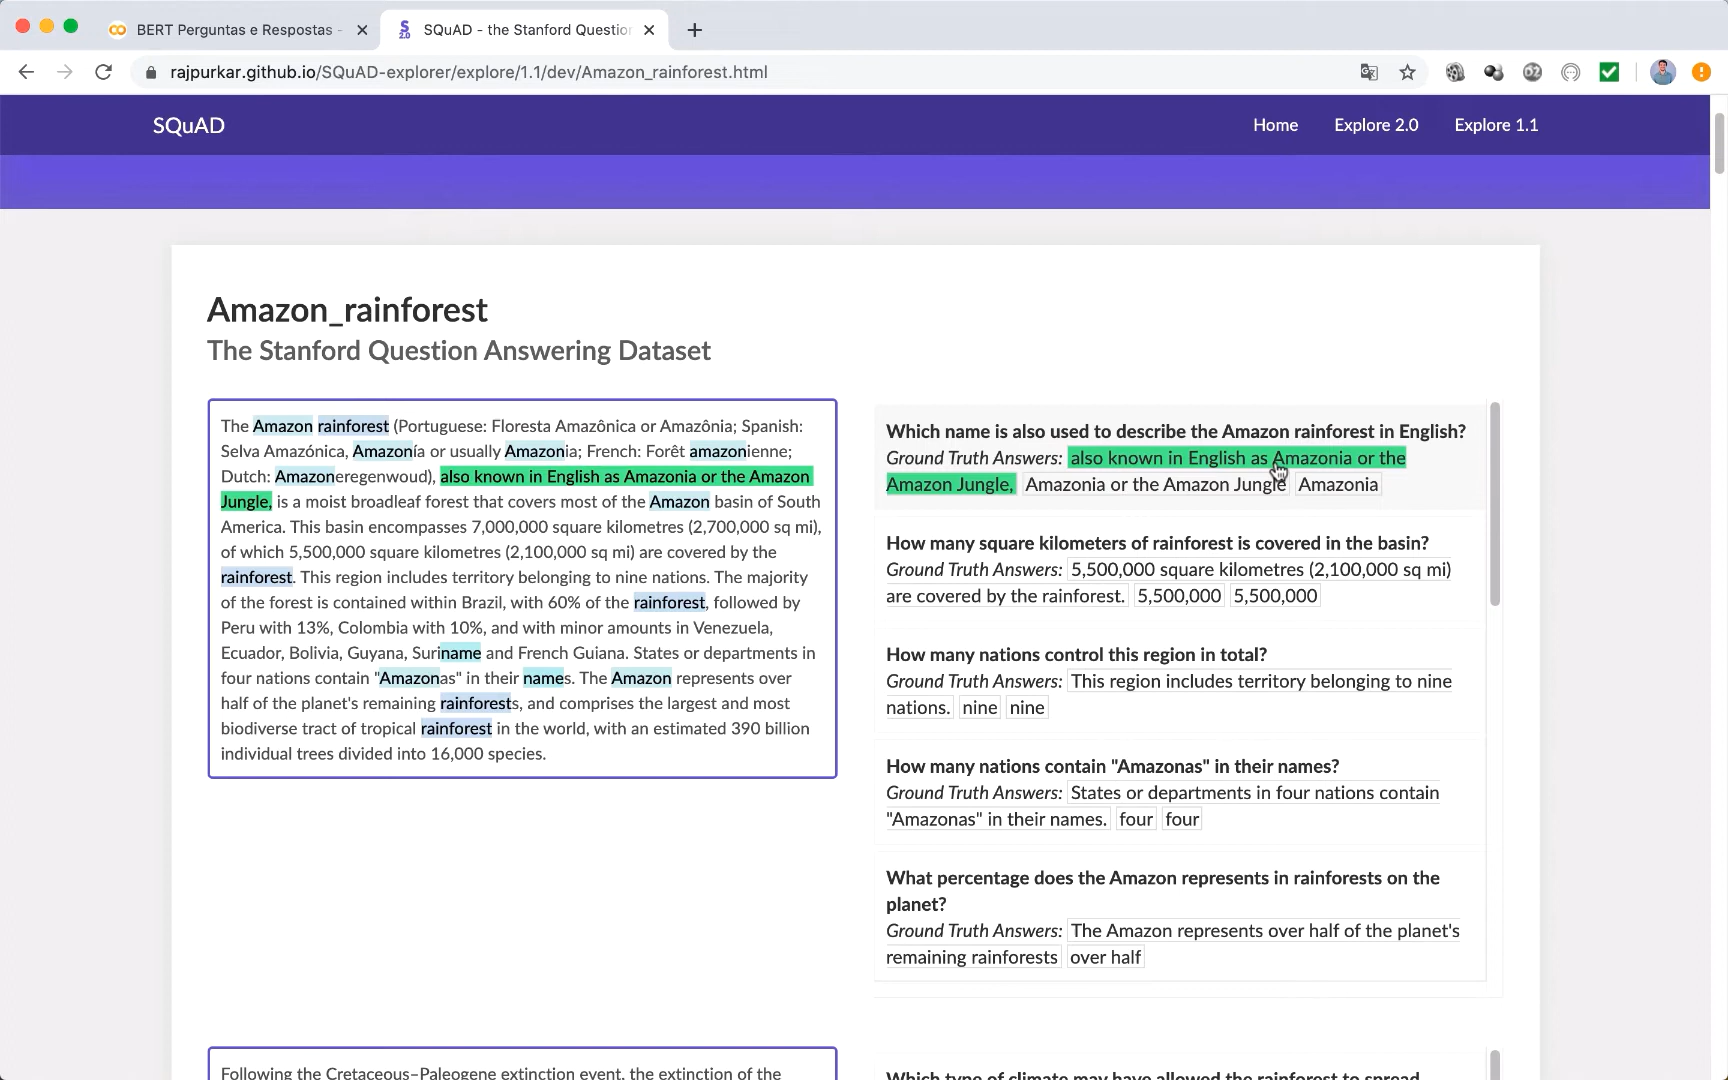 BERT Perguntas e Respostas -
SQuAD - the Stanford Question
rajpurkar.github.io/SQuAD-explorer/explore/1.1/dev/Amazon_rainforest.html
SQuAD
Home
Explore 2.0
Explore 1.1
Amazon_rainforest
The Stanford Question Answering Dataset
The Amazon rainforest (Portuguese: Floresta Amazônica or Amazônia; Spanish:
Selva Amazónica, Amazonía or usually Amazonia; French: Forêt amazonienne;
Dutch: Amazoneregenwoud), also known in English as Amazonia or the Amazon
Jungle, is a moist broadleaf forest that covers most of the Amazon basin of South
America. This basin encompasses 7,000,000 square kilometres (2,700,000 sq mi),
of which 5,500,000 square kilometres (2,100,000 sq mi) are covered by the
rainforest. This region includes territory belonging to nine nations. The majority
of the forest is contained within Brazil, with 60% of the rainforest, followed by
Peru with 13%, Colombia with 10%, and with minor amounts in Venezuela,
Ecuador, Bolivia, Guyana, Suriname and French Guiana. States or departments in
four nations contain "Amazonas" in their names. The Amazon represents over
half of the planet's remaining rainforests, and comprises the largest and most
biodiverse tract of tropical rainforest in the world, with an estimated 390 billion
individual trees divided into 16,000 species.
Which name is also used to describe the Amazon rainforest in English?
Ground Truth Answers: also known in English as Amazonia or the
Amazon Jungle, Amazonia or the Amazon Jungle Amazonia
How many square kilometers of rainforest is covered in the basin?
Ground Truth Answers: 5,500,000 square kilometres (2,100,000 sq mi)
are covered by the rainforest. 5,500,000 5,500,000
How many nations control this region in total?
Ground Truth Answers: This region includes territory belonging to nine
nations. nine nine
How many nations contain "Amazonas" in their names?
Ground Truth Answers: States or departments in four nations contain
"Amazonas" in their names. four four
What percentage does the Amazon represents in rainforests on the
planet?
Ground Truth Answers: The Amazon represents over half of the planet's
remaining rainforests over half
Following the Cretaceous–Paleogene extinction event, the extinction of the
Which type of climate may have allowed the rainforest to spread